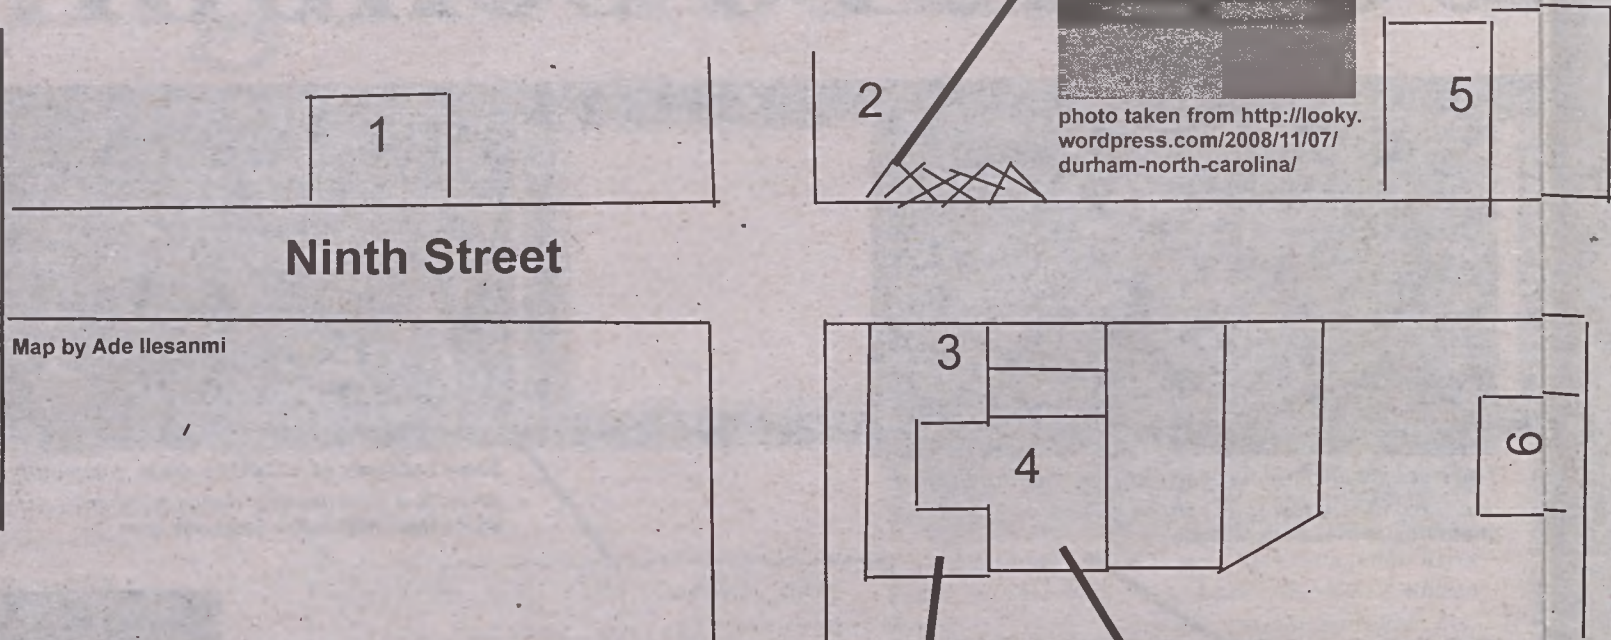 1
2
photo taken from http://looky.
wordpress.com/2008/11/07/
durham-north-carolina/
5
Ninth Street
Map by Ade Ilesanmi
3
4
6